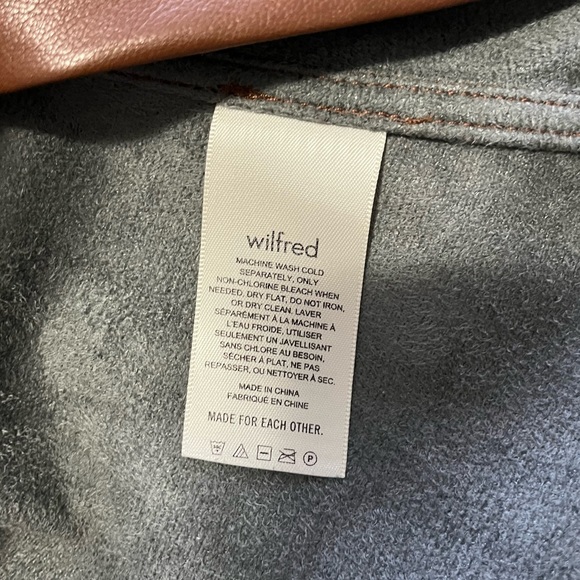 wilfred
MACHINE WASH COLD
SEPARATELY, ONLY
NON-CHLORINE BLEACH WHEN
NEEDED, DRY FLAT, DO NOT IRON,
OR DRY CLEAN. LAVER
SÉPARÉMENT À LA MACHINE À
L'EAU FROIDE, UTILISER
SEULEMENT UN JAVELLISANT
SANS CHLORE AU BESOIN,
SÉCHER À PLAT, NE PAS
REPASSER, OU NETTOYER À SEC.
MADE IN CHINA
FABRIQUÉ EN CHINE
MADE FOR EACH OTHER.
P